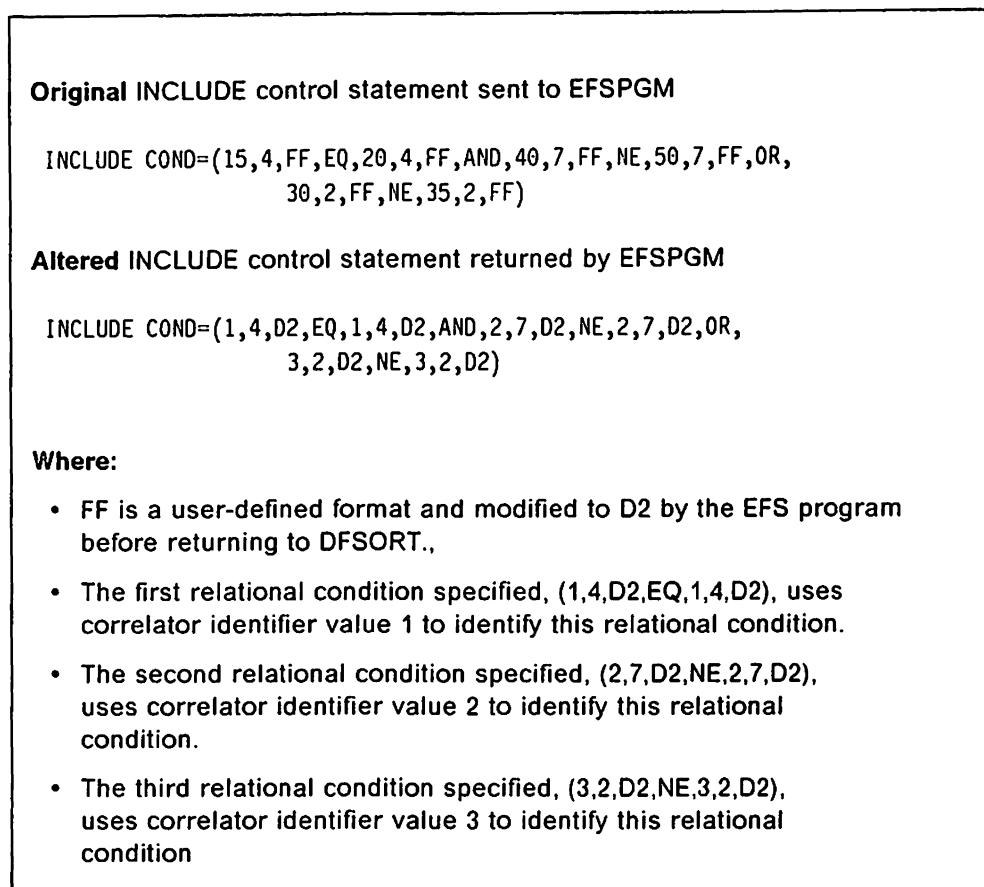 Original INCLUDE control statement sent to EFSPGM
INCLUDE COND=(15,4,FF,EQ,20,4,FF,AND,40,7,FF,NE,50,7,FF,OR,
30,2,FF,NE,35,2,FF)
Altered INCLUDE control statement returned by EFSPGM
INCLUDE COND=(1,4,D2,EQ,1,4,D2,AND,2,7,D2,NE,2,7,D2,OR,
3,2,D2,NE,3,2,D2)
Where:
• FF is a user-defined format and modified to D2 by the EFS program
before returning to DFSORT.,
• The first relational condition specified, (1,4,D2,EQ,1,4,D2), uses
correlator identifier value 1 to identify this relational condition.
• The second relational condition specified, (2,7,D2,NE,2,7,D2),
uses correlator identifier value 2 to identify this relational
condition.
• The third relational condition specified, (3,2,D2,NE,3,2,D2),
uses correlator identifier value 3 to identify this relational
condition